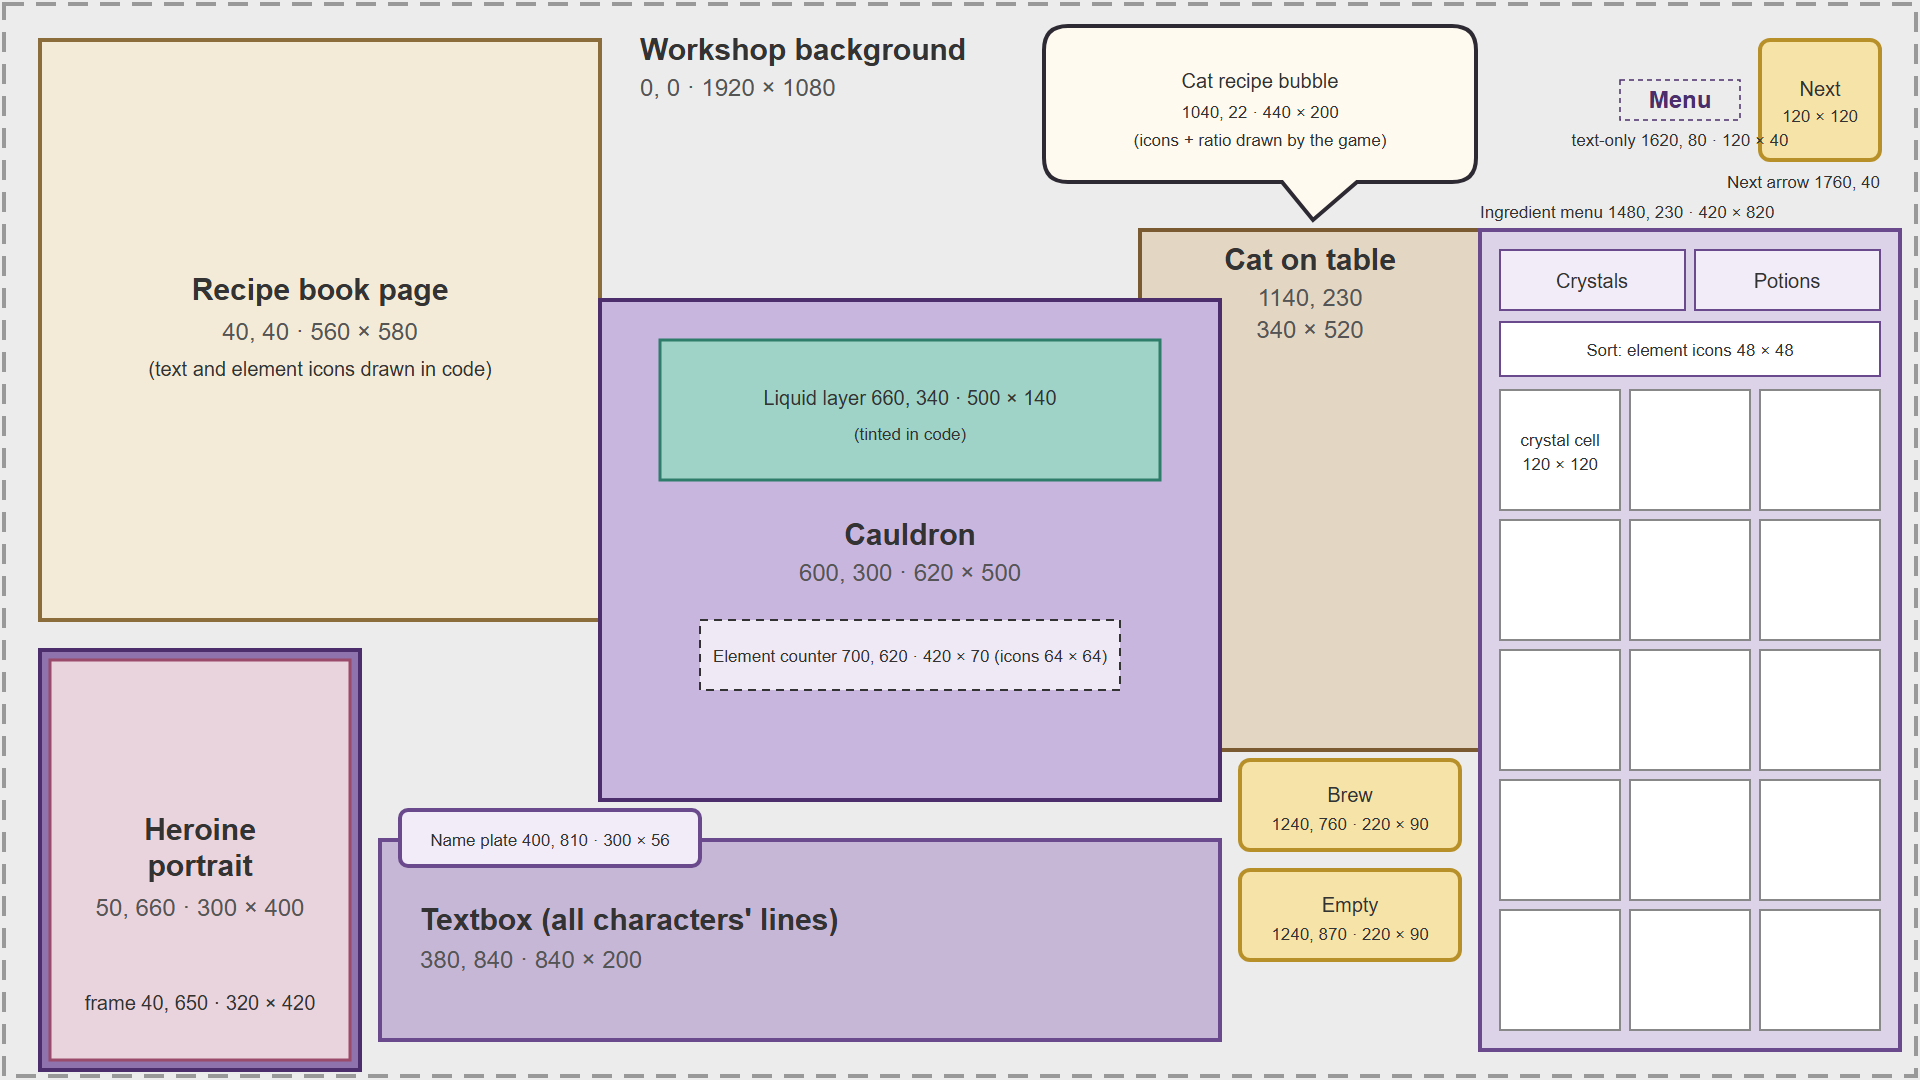 Workshop background
0, 0 · 1920 × 1080
Cat recipe bubble
1040, 22 · 440 × 200
(icons + ratio drawn by the game)
Menu
text-only 1620, 80 · 120 × 40
Next
120 × 120
Next arrow 1760, 40
Ingredient menu 1480, 230 · 420 × 820
Recipe book page
40, 40 · 560 × 580
(text and element icons drawn in code)
Cat on table
1140, 230
340 × 520
Crystals
Potions
Sort: element icons 48 × 48
crystal cell
120 × 120
Liquid layer 660, 340 · 500 × 140
(tinted in code)
Cauldron
600, 300 · 620 × 500
Element counter 700, 620 · 420 × 70 (icons 64 × 64)
Heroine
portrait
50, 660 · 300 × 400
frame 40, 650 · 320 × 420
Name plate 400, 810 · 300 × 56
Textbox (all characters' lines)
380, 840 · 840 × 200
Brew
1240, 760 · 220 × 90
Empty
1240, 870 · 220 × 90